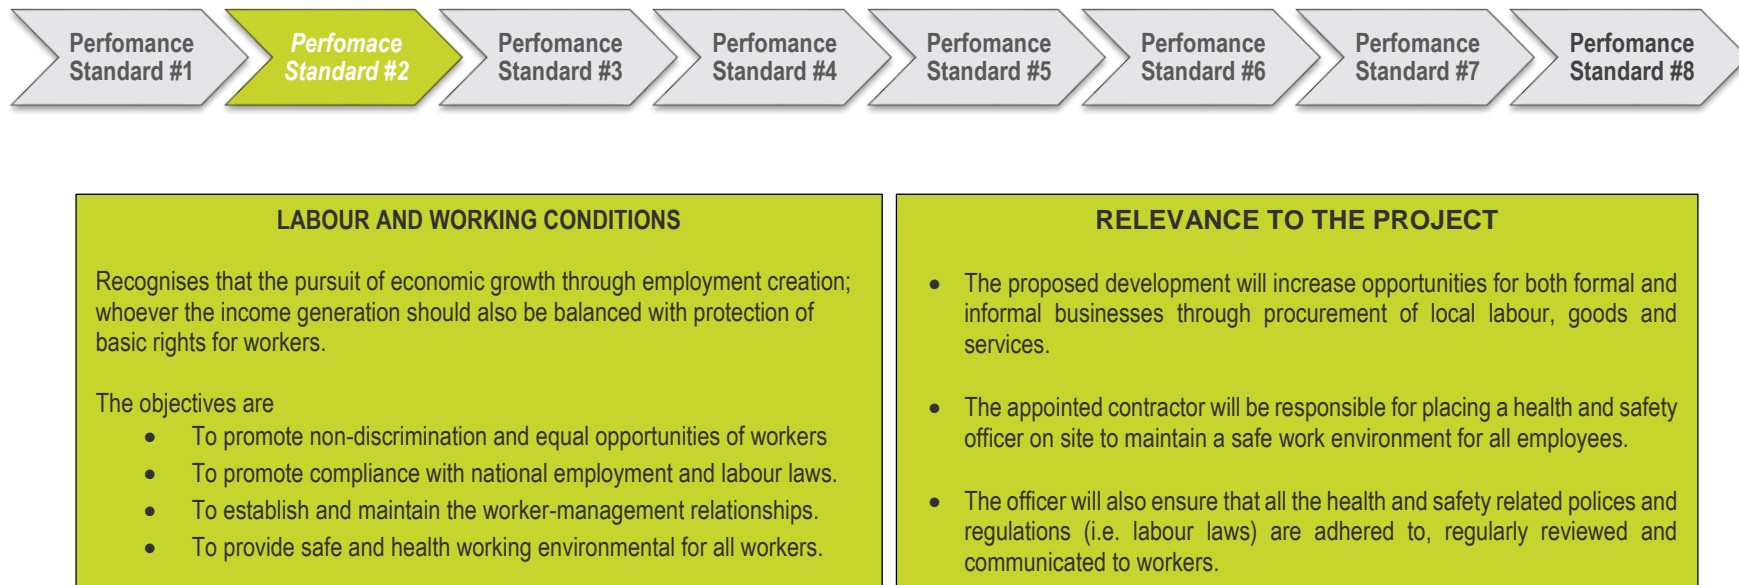 Perfomance
Standard #1
Perfomace
Standard #2
Perfomance
Standard #3
Perfomance
Standard #4
Perfomance
Standard #5
Perfomance
Standard #6
Perfomance
Standard #7
Perfomance
Standard #8
LABOUR AND WORKING CONDITIONS
Recognises that the pursuit of economic growth through employment creation;
whoever the income generation should also be balanced with protection of
basic rights for workers.
The objectives are
• To promote non-discrimination and equal opportunities of workers
• To promote compliance with national employment and labour laws.
• To establish and maintain the worker-management relationships.
• To provide safe and health working environmental for all workers.
RELEVANCE TO THE PROJECT
• The proposed development will increase opportunities for both formal and
informal businesses through procurement of local labour, goods and
services.
• The appointed contractor will be responsible for placing a health and safety
officer on site to maintain a safe work environment for all employees.
• The officer will also ensure that all the health and safety related polices and
regulations (i.e. labour laws) are adhered to, regularly reviewed and
communicated to workers.